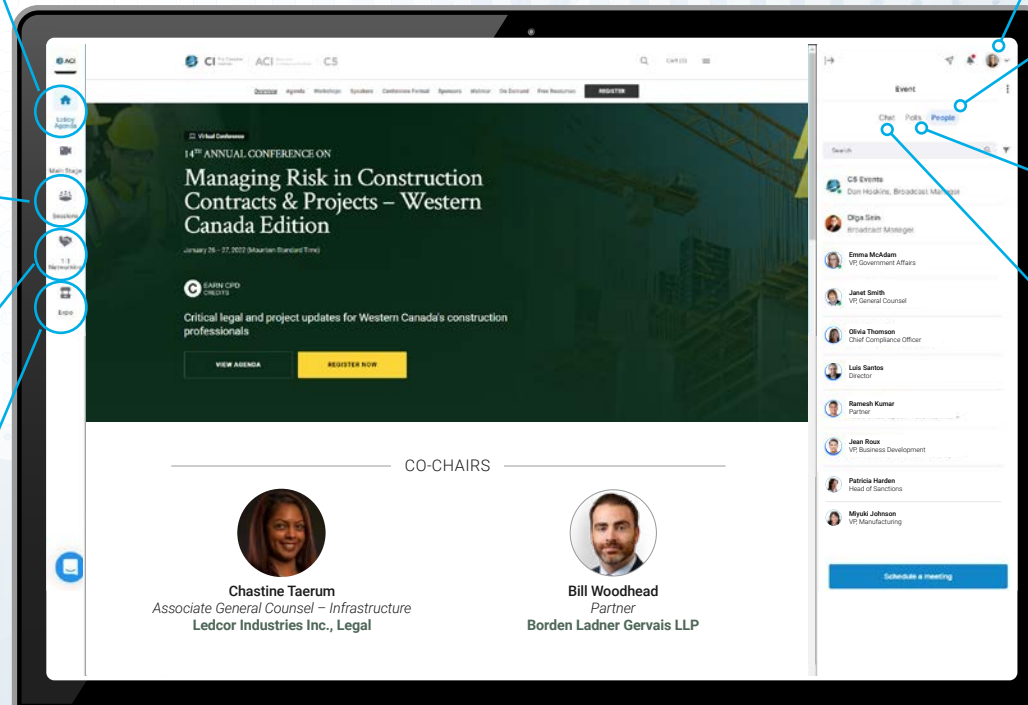 ACI
Lobby
Agenda
Main Stage
Sessions
1:1
Networking
Expo
CI
ACI
C5
Overview Agenda Workshops Speakers Conference Format Sponsors Webinar On Demand Free Resources REGISTER
Virtual Conference
14TH ANNUAL CONFERENCE ON
Managing Risk in Construction
Contracts & Projects – Western
Canada Edition
January 26 – 27, 2022 (Mountain Standard Time)
C EARN CPD
CREDITS
Critical legal and project updates for Western Canada's construction
professionals
VIEW AGENDA REGISTER NOW
CO-CHAIRS
Chastine Taerum
Associate General Counsel – Infrastructure
Ledcor Industries Inc., Legal
Bill Woodhead
Partner
Borden Ladner Gervais LLP
Event
Chat Polls People
Search
C5 Events
Dan Hoskins, Broadcast Manager
Olga Sein
Broadcast Manager
Emma McAdam
VP, Government Affairs
Janet Smith
VP, General Counsel
Olivia Thomson
Chief Compliance Officer
Luis Santos
Director
Ramesh Kumar
Partner
Jean Roux
VP, Business Development
Patricia Harden
Head of Sanctions
Miyuki Johnson
VP, Manufacturing
Schedule a meeting